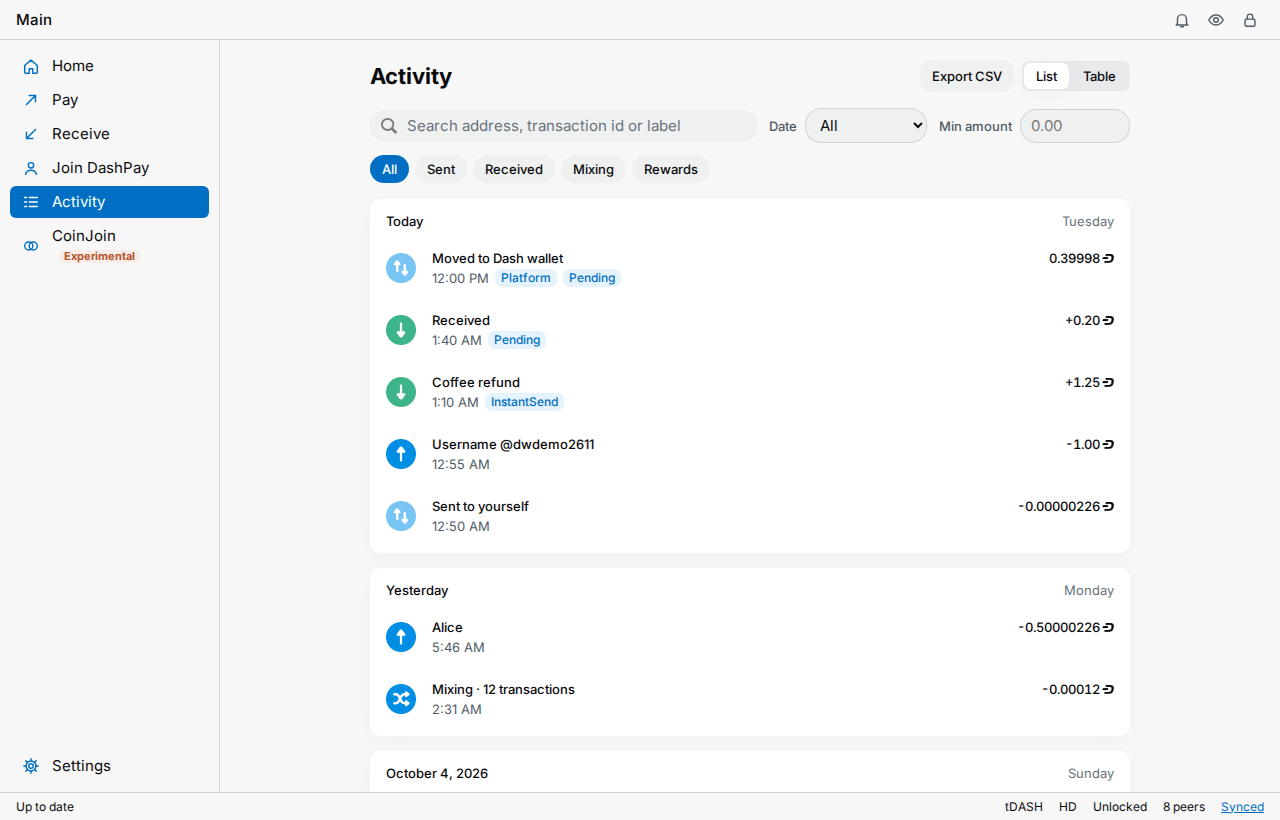 Main
Home
Pay
Receive
Join DashPay
Activity
CoinJoin
Experimental
Settings
Activity
Export CSV
List
Table
Search address, transaction id or label
Date
All
Min amount
0.00
All
Sent
Received
Mixing
Rewards
Today
Tuesday
Moved to Dash wallet
0.39998
12:00 PM
Platform
Pending
Received
+0.20
1:40 AM
Pending
Coffee refund
+1.25
1:10 AM
InstantSend
Username @dwdemo2611
-1.00
12:55 AM
Sent to yourself
-0.00000226
12:50 AM
Yesterday
Monday
Alice
-0.50000226
5:46 AM
Mixing · 12 transactions
-0.00012
2:31 AM
October 4, 2026
Sunday
Up to date
tDASH
HD
Unlocked
8 peers
Synced